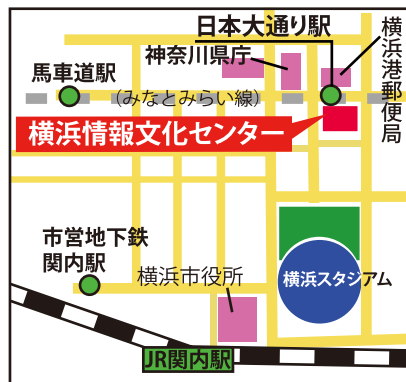 日本大通り駅
神奈川県庁
横浜港郵便局
馬車道駅
(みなとみらい線)
横浜情報文化センター
市営地下鉄
関内駅
横浜市役所
横浜スタジアム
JR関内駅